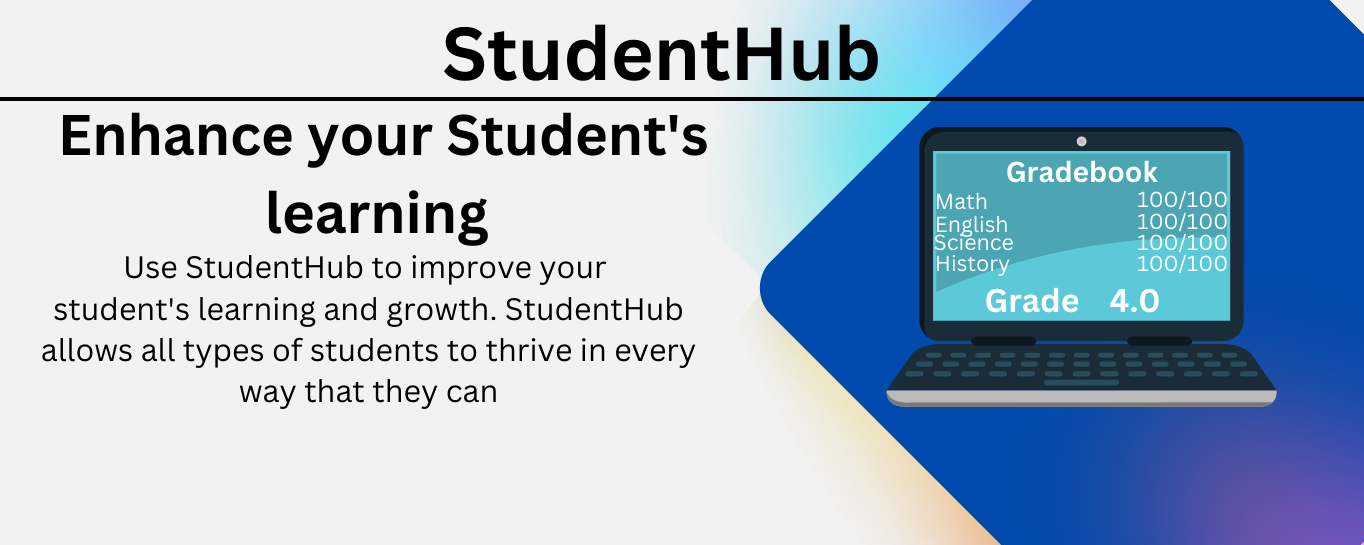 StudentHub
Enhance your Student's
learning
Use StudentHub to improve your
student's learning and growth. StudentHub
allows all types of students to thrive in every
way that they can
Gradebook
Math 100/100
English 100/100
Science 100/100
History 100/100
Grade 4.0